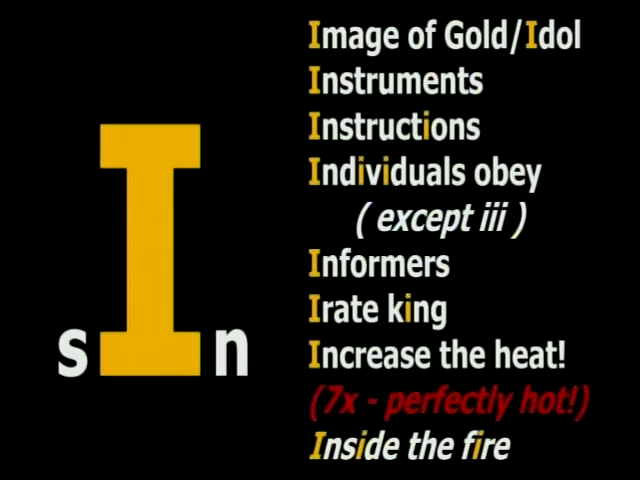 sIn
Image of Gold/Idol
Instruments
Instructions
Individuals obey
( except iii )
Informers
Irate king
Increase the heat!
(7x - perfectly hot!)
Inside the fire